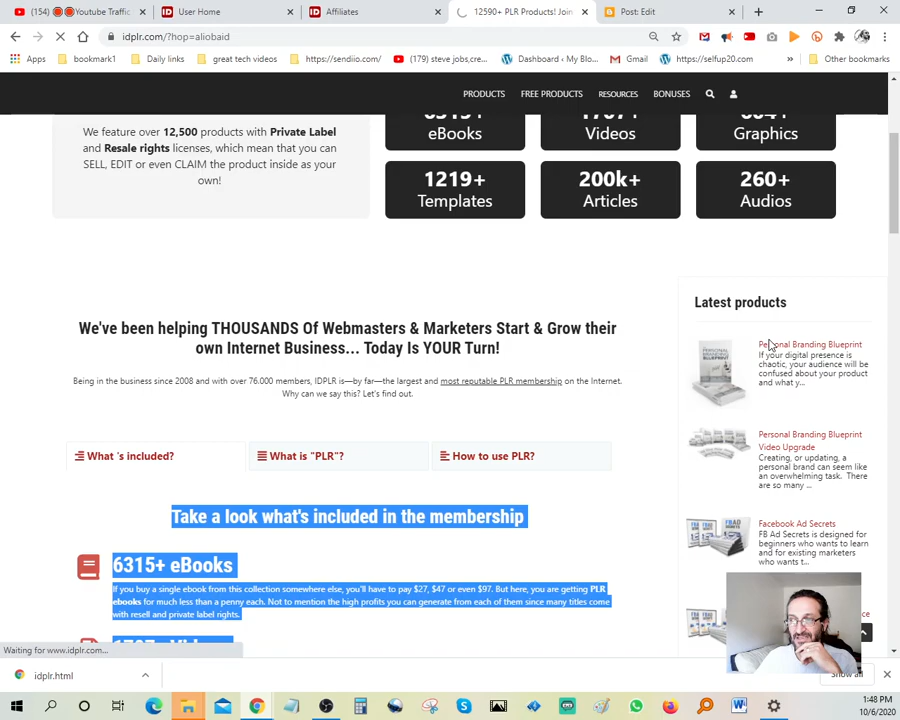 (154) 🔴🔴Youtube Traffic
User Home
Affiliates
12590+ PLR Products! Join
Post: Edit
idplr.com/?hop=aliobaid
Apps
bookmark1
Daily links
great tech videos
https://sendiio.com/
(179) steve jobs,cre...
Dashboard ‹ My Blo...
Gmail
https://selfup20.com
»
Other bookmarks
PRODUCTS
FREE PRODUCTS
RESOURCES
BONUSES
We feature over 12,500 products with Private Label
and Resale rights licenses, which mean that you can
SELL, EDIT or even CLAIM the product inside as your
own!
eBooks
Videos
Graphics
1219+
Templates
200k+
Articles
260+
Audios
We've been helping THOUSANDS Of Webmasters & Marketers Start & Grow their
own Internet Business... Today Is YOUR Turn!
Being in the business since 2008 and with over 76.000 members, IDPLR is—by far—the largest and most reputable PLR membership on the Internet.
Why can we say this? Let's find out.
What 's included?
What is "PLR"?
How to use PLR?
Take a look what's included in the membership
6315+ eBooks
If you buy a single ebook from this collection somewhere else, you'll have to pay $27, $47 or even $97. But here, you are getting PLR
ebooks for much less than a penny each. Not to mention the high profits you can generate from each of them since many titles come
with resell and private label rights.
Latest products
Personal Branding Blueprint
If your digital presence is
chaotic, your audience will be
confused about your product
and what y...
Personal Branding Blueprint
Video Upgrade
Creating, or updating, a
personal brand can seem like
an overwhelming task. There
are so many ...
Facebook Ad Secrets
FB Ad Secrets is designed for
beginners who wants to learn
and for existing marketers
who wants t...
Waiting for www.idplr.com...
idplr.html
Show all
1:48 PM
10/6/2020